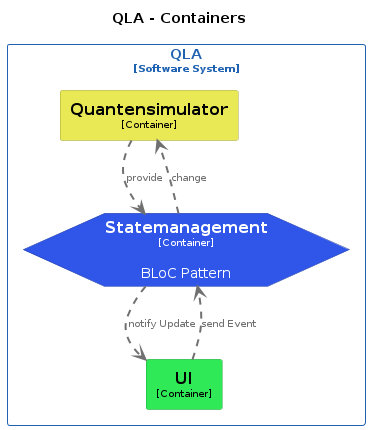 QLA - Containers
QLA
[Software System]
Quantensimulator
[Container]
provide
change
Statemanagement
[Container]
BLoC Pattern
notify Update
send Event
UI
[Container]